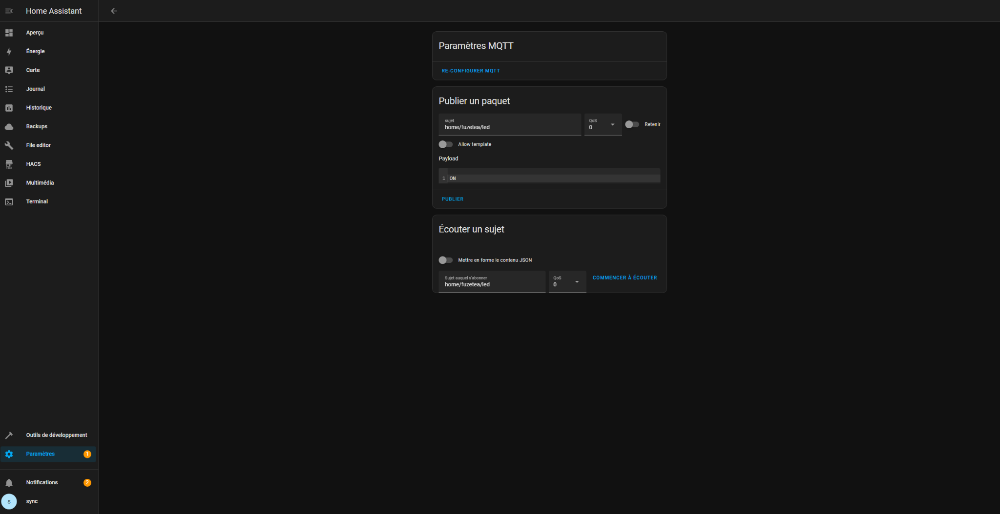 Home Assistant
Aperçu
Énergie
Carte
Journal
Historique
Backups
File editor
HACS
Multimédia
Terminal
Outils de développement
Paramètres 1
Notifications 2
s sync
Paramètres MQTT
RE-CONFIGURER MQTT
Publier un paquet
sujet
home/fuzetea/led
QoS
0
Retenir
Allow template
Payload
1 ON
PUBLIER
Écouter un sujet
Mettre en forme le contenu JSON
Sujet auquel s'abonner
home/fuzetea/led
QoS
0
COMMENCER À ÉCOUTER